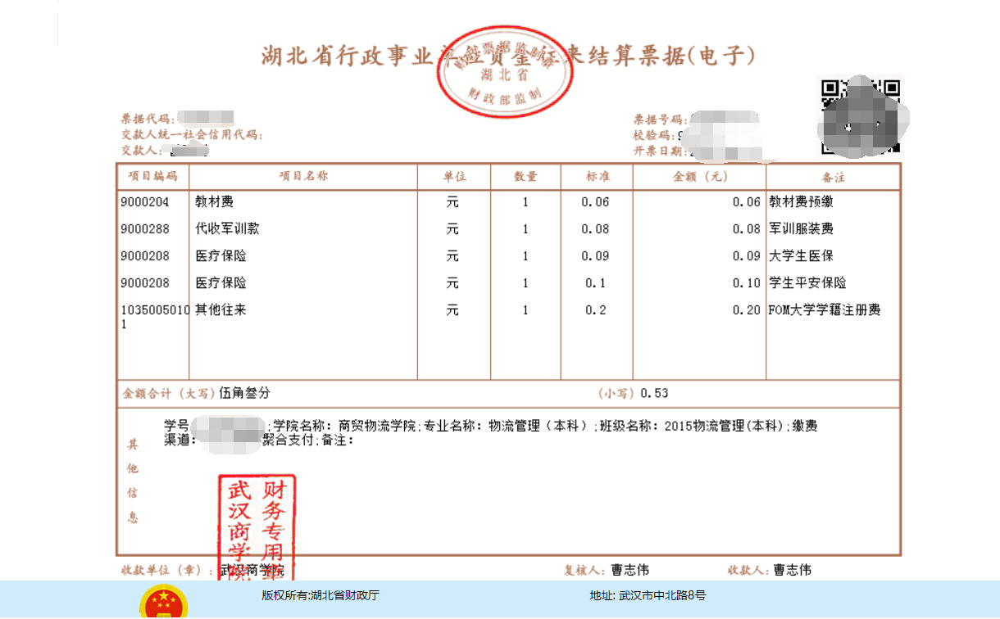 湖北省行政事业单位资金往来结算票据(电子)
财政票据监制章
湖北省
财政部监制
票据代码:
票据号码:
交款人统一社会信用代码:
校验码:9
交款人:
开票日期:
项目编码 项目名称 单位 数量 标准 金额（元） 备注
9000204 教材费 元 1 0.06 0.06 教材费预缴
9000288 代收军训款 元 1 0.08 0.08 军训服装费
9000208 医疗保险 元 1 0.09 0.09 大学生医保
9000208 医疗保险 元 1 0.1 0.10 学生平安保险
1035005010 其他往来 元 1 0.2 0.20 FOM大学学籍注册费
1
金额合计（大写）伍角叁分 （小写）0.53
学号 ;学院名称：商贸物流学院;专业名称：物流管理（本科）;班级名称：2015物流管理(本科);缴费
渠道： 聚合支付;备注：
其他信息
财务专用章
武汉商学院
收款单位（章）：武汉商学院 复核人：曹志伟 收款人：曹志伟
版权所有:湖北省财政厅 地址: 武汉市中北路8号